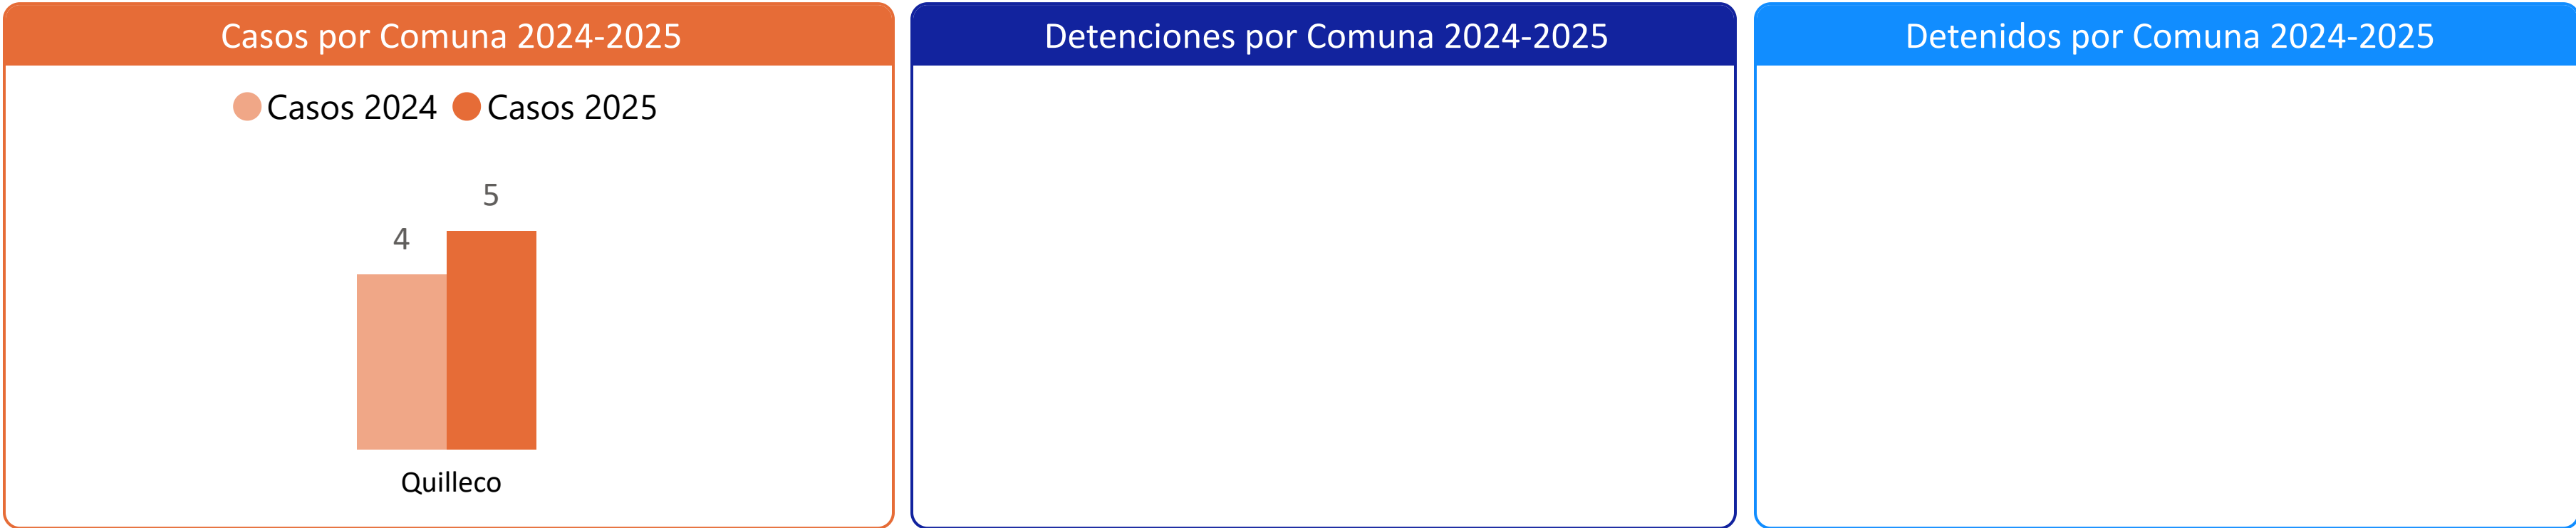 Casos por Comuna 2024-2025
Casos 2024 Casos 2025
4
5
Quilleco
Detenciones por Comuna 2024-2025
Detenidos por Comuna 2024-2025